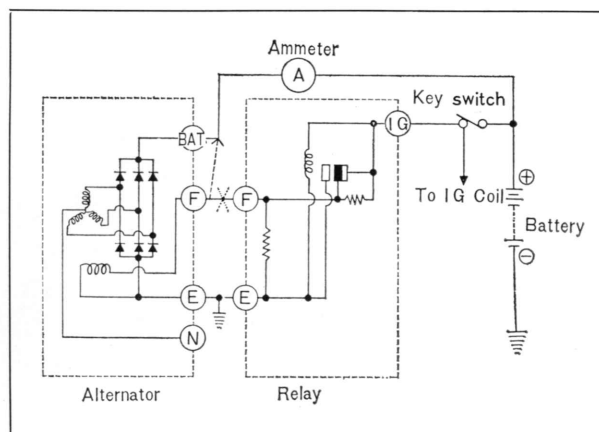 Ammeter
A
Key switch
BAT
IG
F
F
To IG Coil
⊕
Battery
⊖
E
E
N
Alternator
Relay